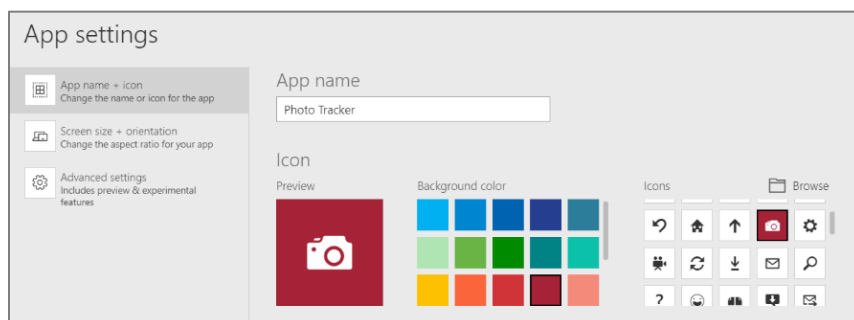 App settings
App name + icon
Change the name or icon for the app
Screen size + orientation
Change the aspect ratio for your app
Advanced settings
Includes preview & experimental
features
App name
Photo Tracker
Icon
Preview
Background color
Icons
Browse
?